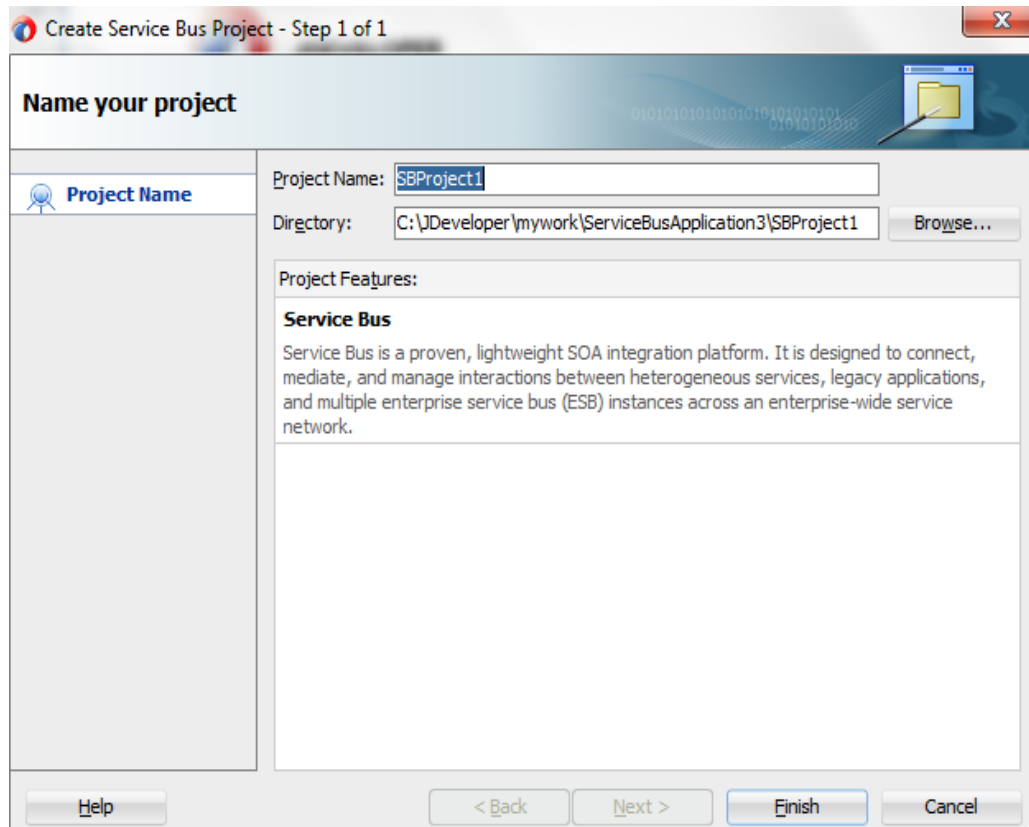 Create Service Bus Project - Step 1 of 1
Name your project
Project Name
Project Name: SBProject1
Directory: C:\JDeveloper\mywork\ServiceBusApplication3\SBProject1 Browse...
Project Features:
Service Bus
Service Bus is a proven, lightweight SOA integration platform. It is designed to connect,
mediate, and manage interactions between heterogeneous services, legacy applications,
and multiple enterprise service bus (ESB) instances across an enterprise-wide service
network.
Help < Back Next > Finish Cancel